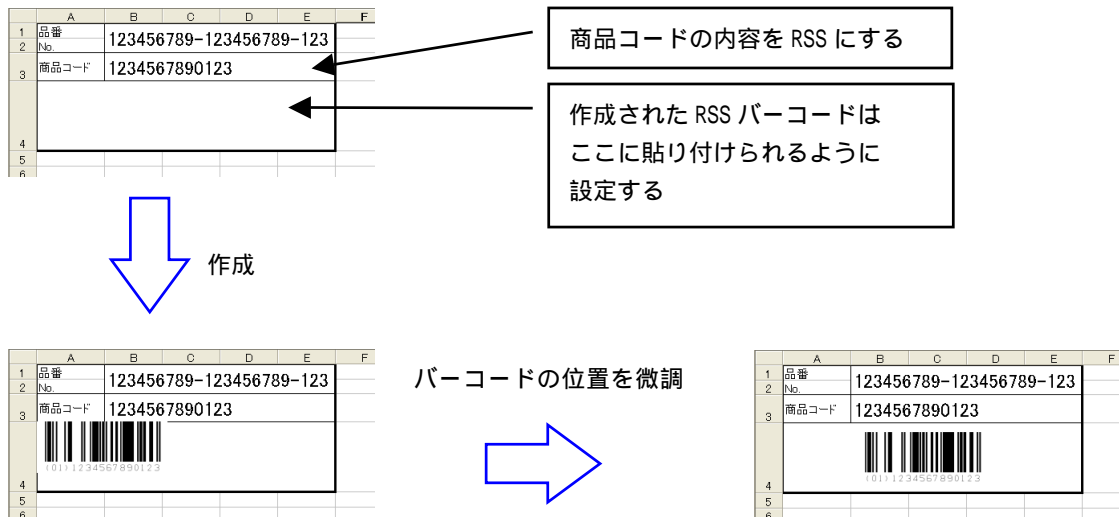 A B C D E F
1 品番 123456789-123456789-123
2 No.
3 商品コード 1234567890123
4
5
6
商品コードの内容を RSS にする
作成された RSS バーコードは
ここに貼り付けられるように
設定する
作成
A B C D E F
1 品番 123456789-123456789-123
2 No.
3 商品コード 1234567890123
(01)1234567890123
4
5
6
バーコードの位置を微調
A B C D E F
1 品番 123456789-123456789-123
2 No.
3 商品コード 1234567890123
(01)1234567890123
4
5
6